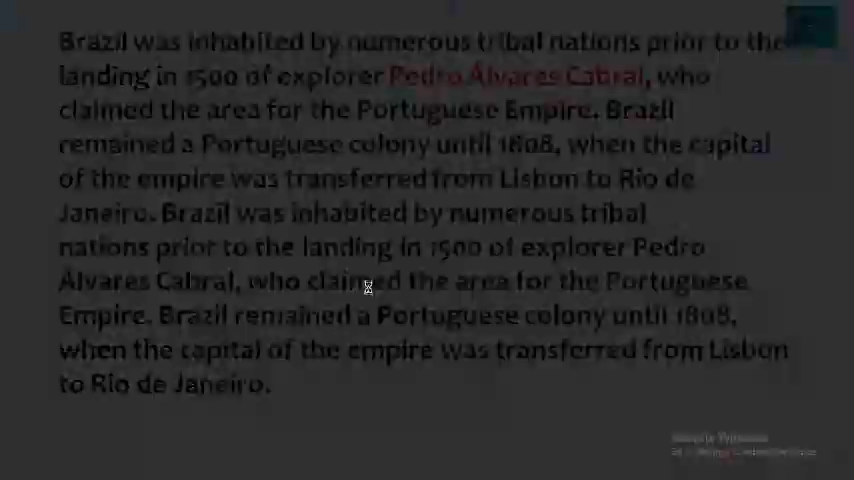 Brazil was inhabited by numerous tribal nations prior to the
landing in 1500 of explorer Pedro Álvares Cabral, who
claimed the area for the Portuguese Empire. Brazil
remained a Portuguese colony until 1808, when the capital
of the empire was transferred from Lisbon to Rio de
Janeiro. Brazil was inhabited by numerous tribal
nations prior to the landing in 1500 of explorer Pedro
Álvares Cabral, who claimed the area for the Portuguese
Empire. Brazil remained a Portuguese colony until 1808,
when the capital of the empire was transferred from Lisbon
to Rio de Janeiro.